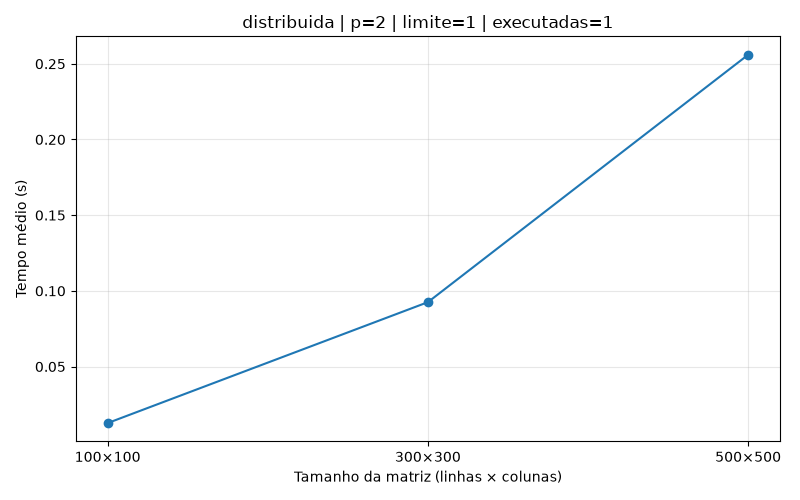 distribuida | p=2 | limite=1 | executadas=1
Tempo médio (s)
0.25
0.20
0.15
0.10
0.05
100×100 300×300 500×500
Tamanho da matriz (linhas × colunas)